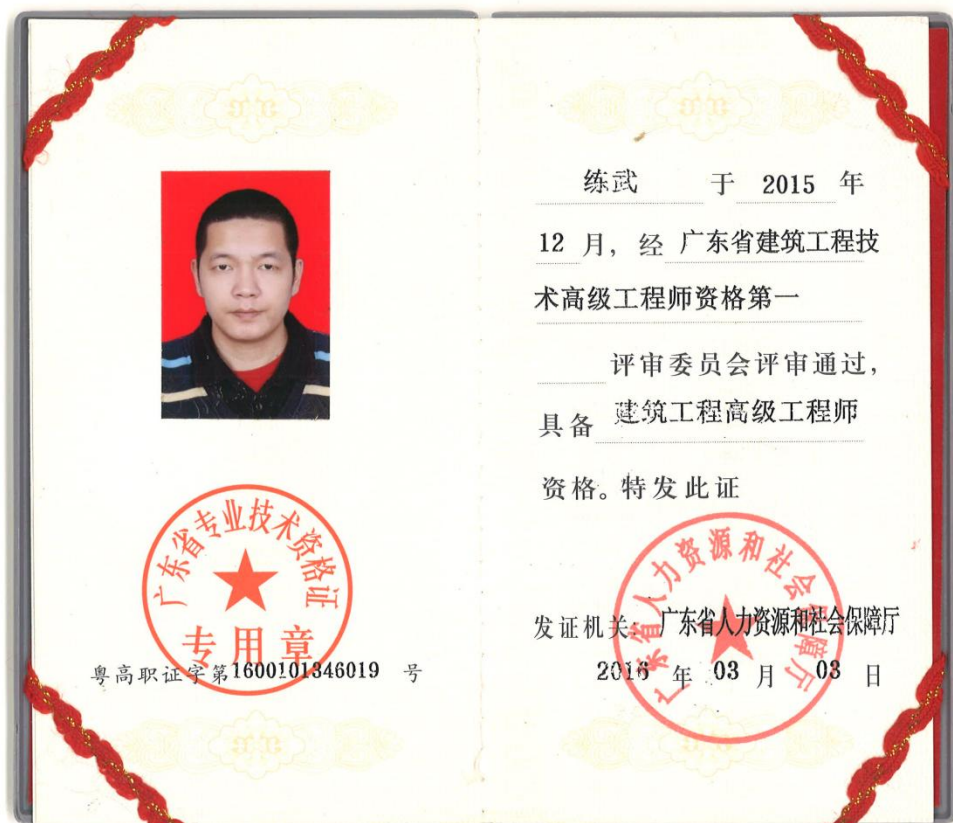 广东省专业技术资格证
专用章
粤高职证字第1600101346019 号
练武 于 2015 年
12 月，经 广东省建筑工程技
术高级工程师资格第一
评审委员会评审通过，
具备 建筑工程高级工程师
资格。特发此证
广东省人力资源和社会保障厅
发证机关：广东省人力资源和社会保障厅
2016 年 03 月 03 日